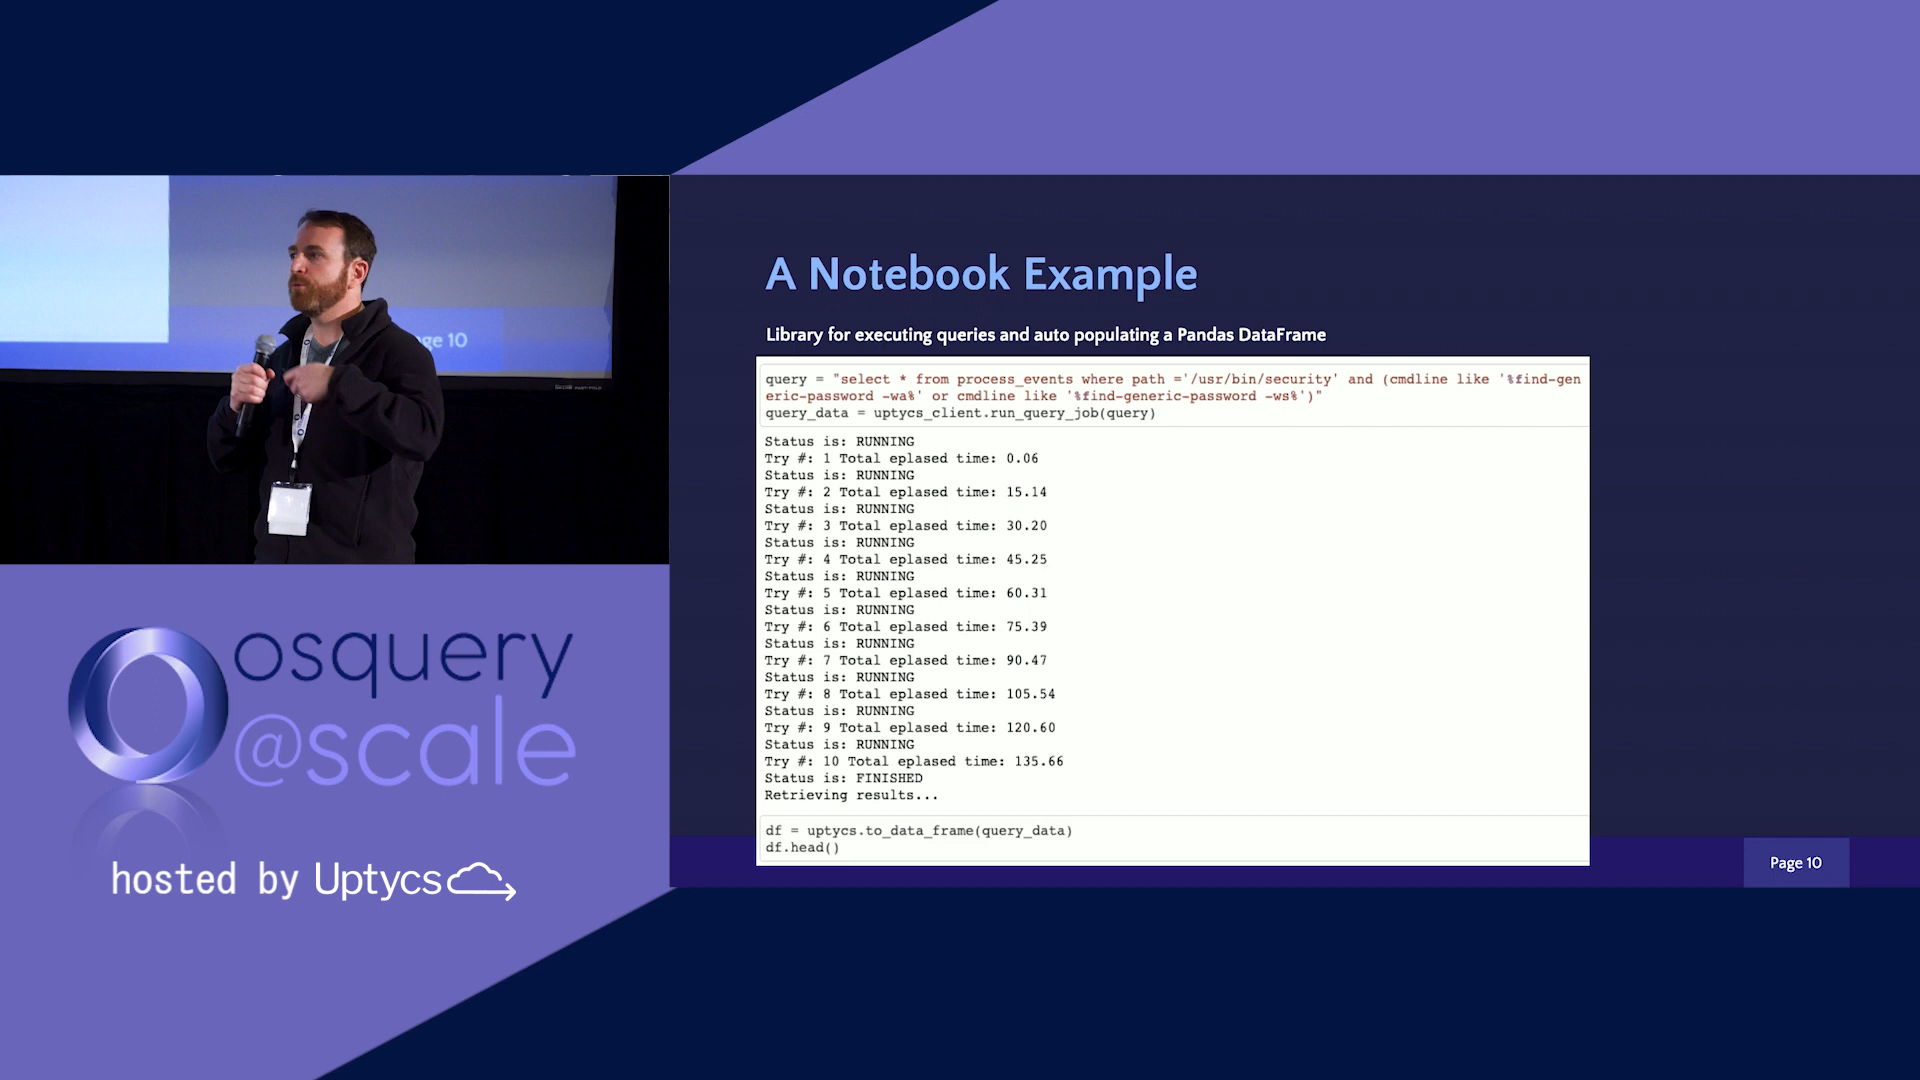 ge 10
osquery
@scale
hosted by Uptycs
A Notebook Example
Library for executing queries and auto populating a Pandas DataFrame
query = "select * from process_events where path ='/usr/bin/security' and (cmdline like '%find-gen
eric-password -wa%' or cmdline like '%find-generic-password -ws%')"
query_data = uptycs_client.run_query_job(query)
Status is: RUNNING
Try #: 1 Total eplased time: 0.06
Status is: RUNNING
Try #: 2 Total eplased time: 15.14
Status is: RUNNING
Try #: 3 Total eplased time: 30.20
Status is: RUNNING
Try #: 4 Total eplased time: 45.25
Status is: RUNNING
Try #: 5 Total eplased time: 60.31
Status is: RUNNING
Try #: 6 Total eplased time: 75.39
Status is: RUNNING
Try #: 7 Total eplased time: 90.47
Status is: RUNNING
Try #: 8 Total eplased time: 105.54
Status is: RUNNING
Try #: 9 Total eplased time: 120.60
Status is: RUNNING
Try #: 10 Total eplased time: 135.66
Status is: FINISHED
Retrieving results...
df = uptycs.to_data_frame(query_data)
df.head()
Page 10